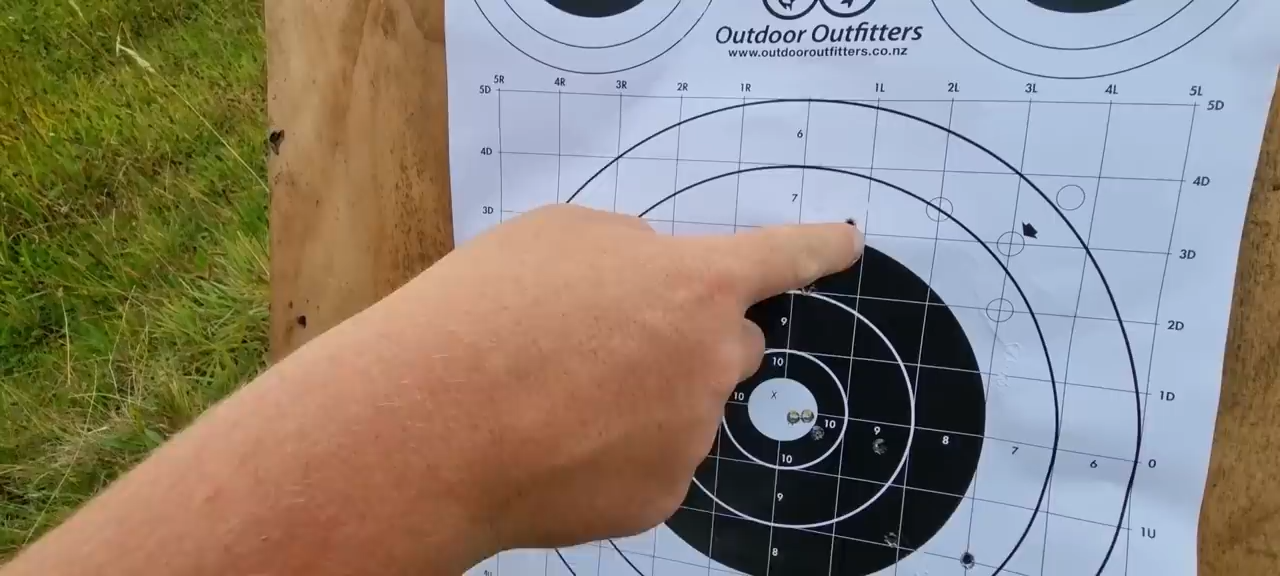 Outdoor Outfitters
www.outdooroutfitters.co.nz
5R 4R 3R 2R 1R 1L 2L 3L 4L 5L
5D 5D
6
4D 4D
7
3D 3D
9 2D
10
10 X 1D
10 9 8 7 6 0
10
9
1U
8
4U